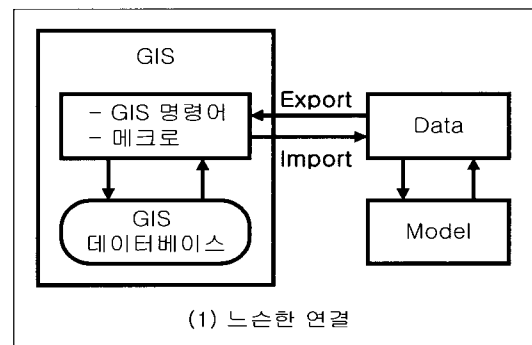 GIS
- GIS 명령어
- 메크로
Export
Import
Data
GIS
데이터베이스
Model
(1) 느슨한 연결